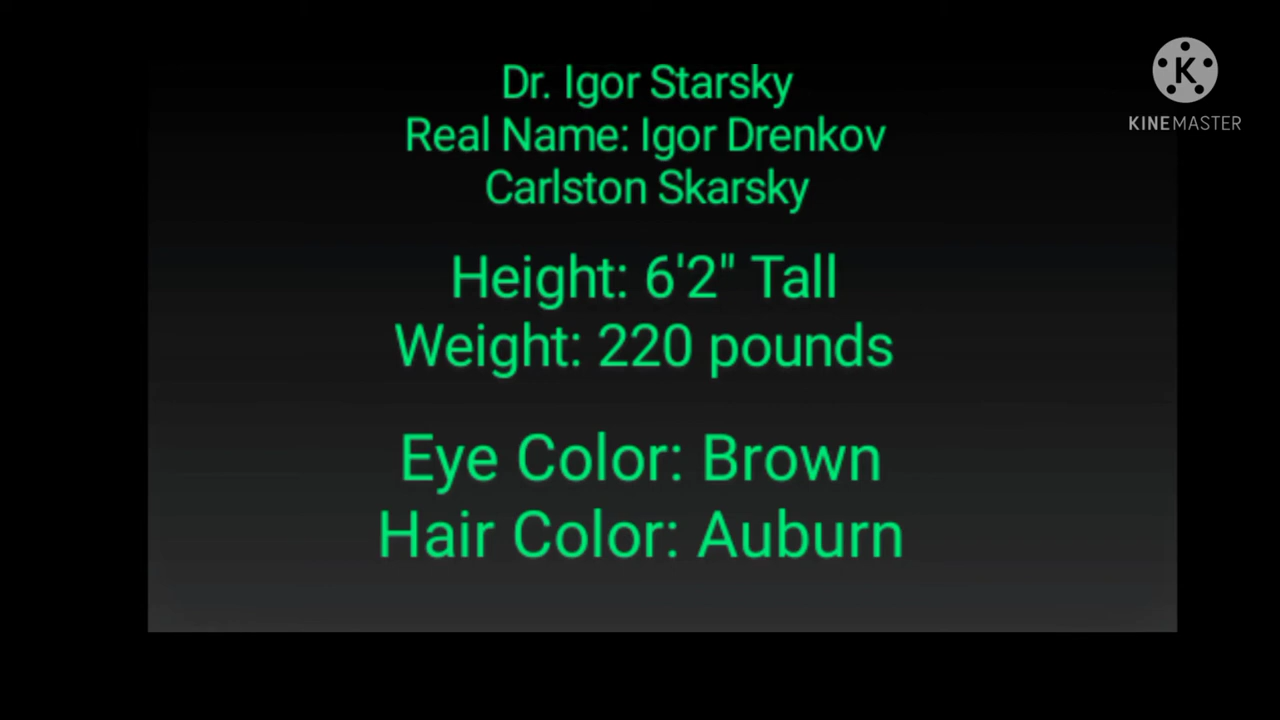 Dr. Igor Starsky
Real Name: Igor Drenkov
Carlston Skarsky
Height: 6'2" Tall
Weight: 220 pounds
Eye Color: Brown
Hair Color: Auburn
K
KINEMASTER